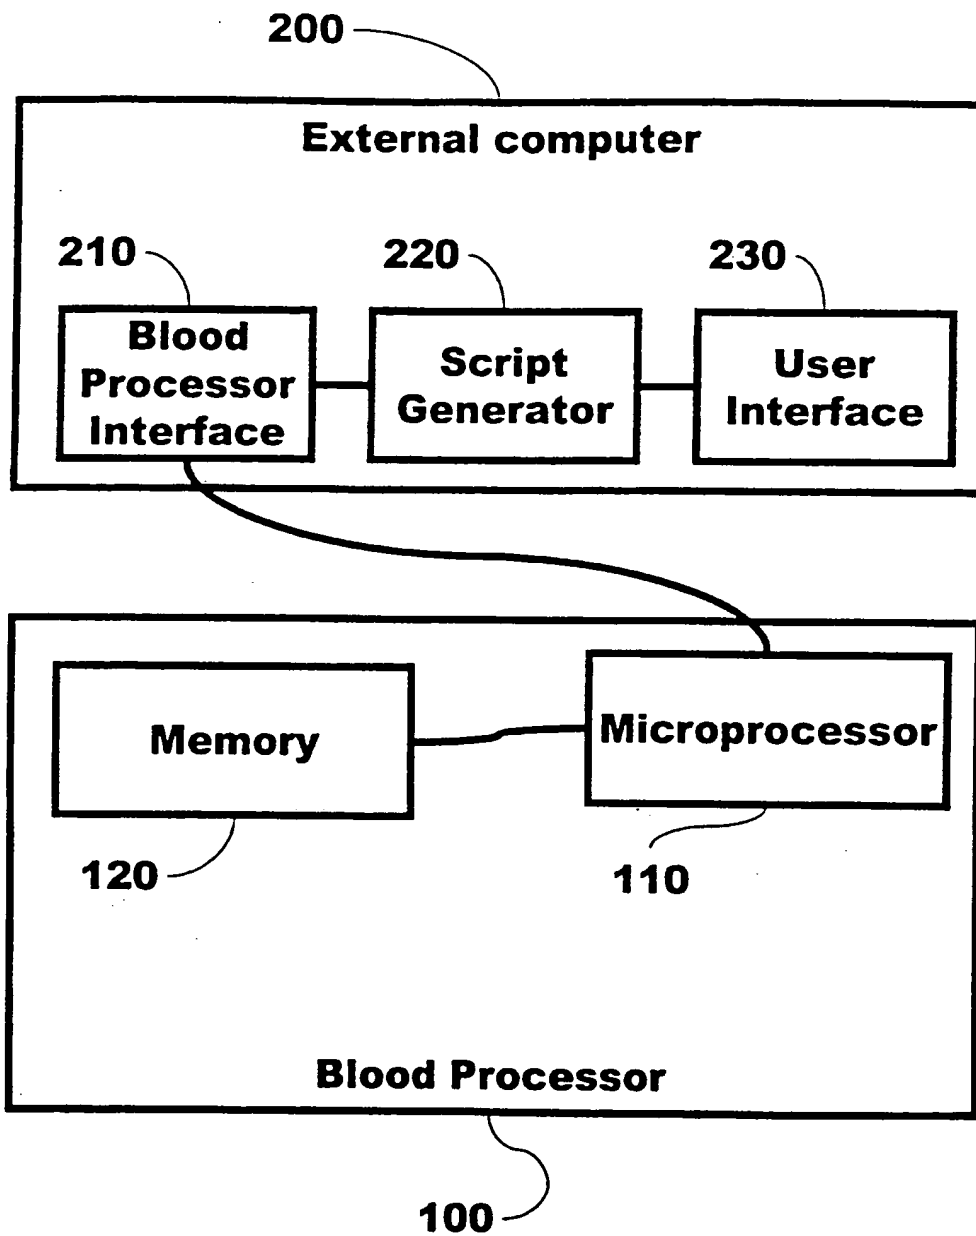 200
External computer
210
220
230
Blood
Processor
Interface
Script
Generator
User
Interface
Memory
Microprocessor
120
110
Blood Processor
100